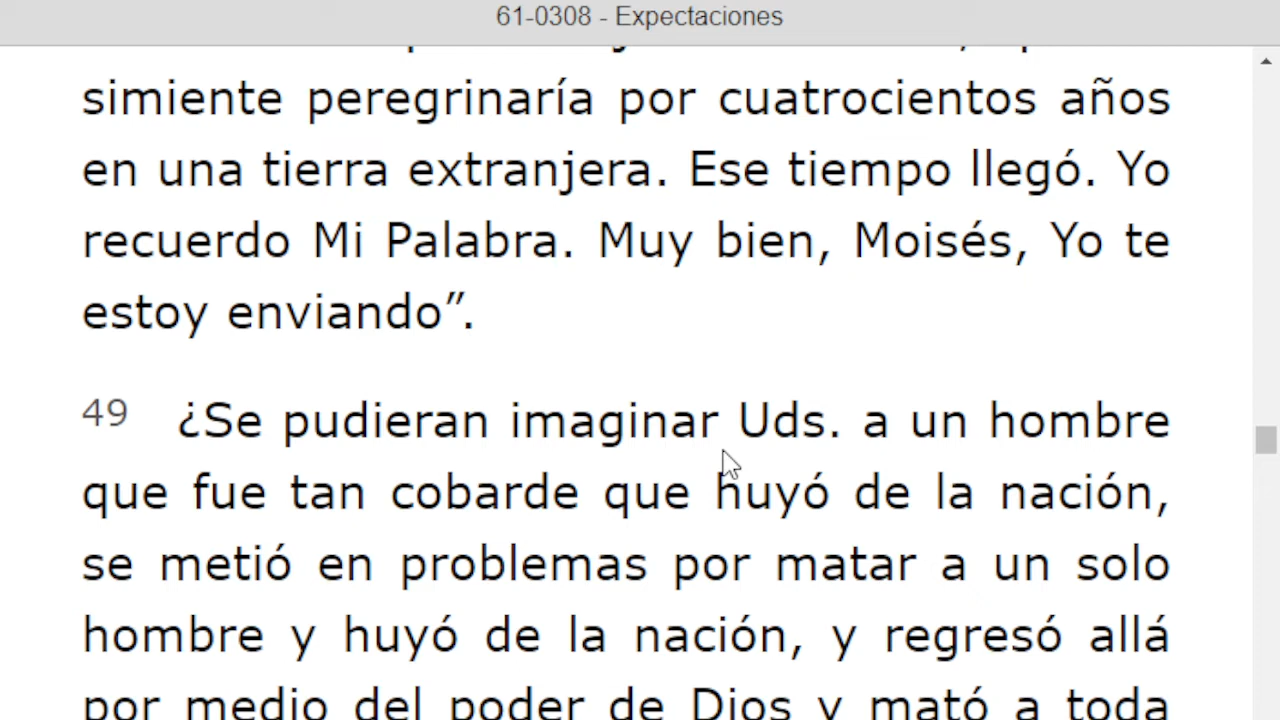 61-0308 - Expectaciones
simiente peregrinaría por cuatrocientos años
en una tierra extranjera. Ese tiempo llegó. Yo
recuerdo Mi Palabra. Muy bien, Moisés, Yo te
estoy enviando”.
49 ¿Se pudieran imaginar Uds. a un hombre
que fue tan cobarde que huyó de la nación,
se metió en problemas por matar a un solo
hombre y huyó de la nación, y regresó allá
por medio del poder de Dios y mató a toda